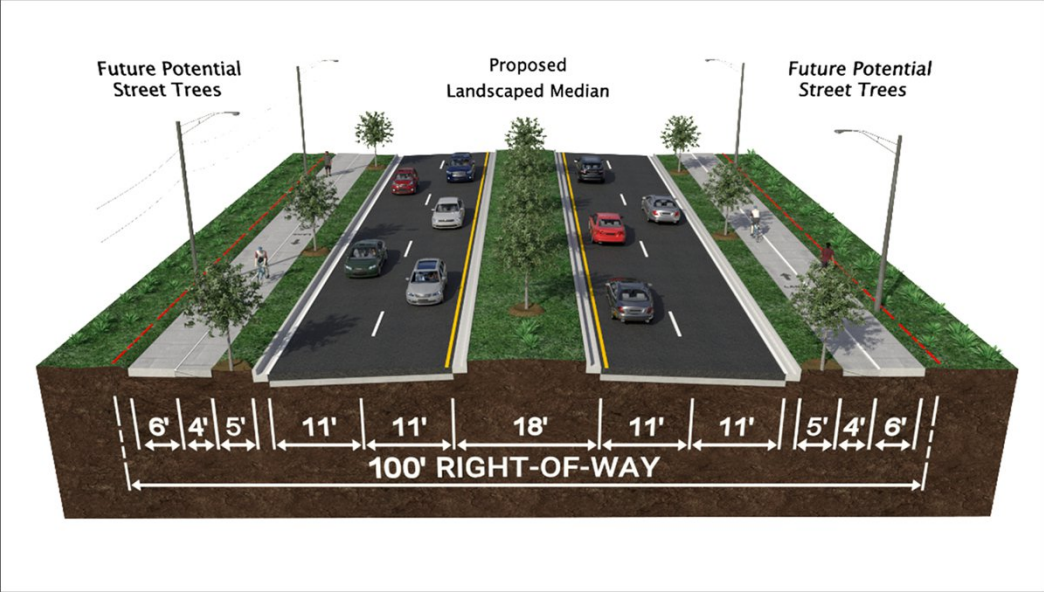 Future Potential
Street Trees
Proposed
Landscaped Median
Future Potential
Street Trees
6' 4' 5' 11' 11' 18' 11' 11' 5' 4' 6'
100' RIGHT-OF-WAY